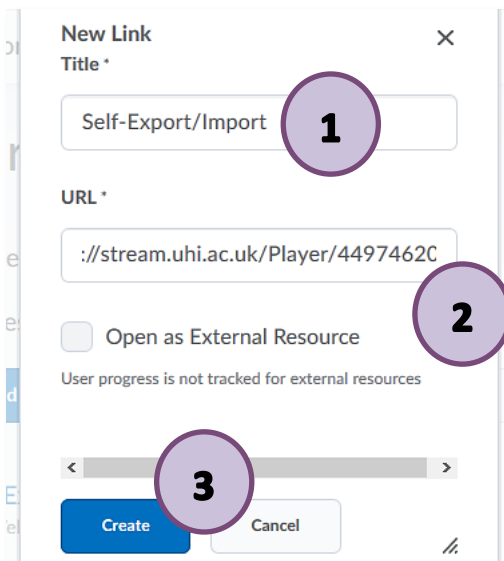 New Link
Title *
Self-Export/Import
1
URL *
://stream.uhi.ac.uk/Player/44974620
2
Open as External Resource
User progress is not tracked for external resources
3
Create Cancel